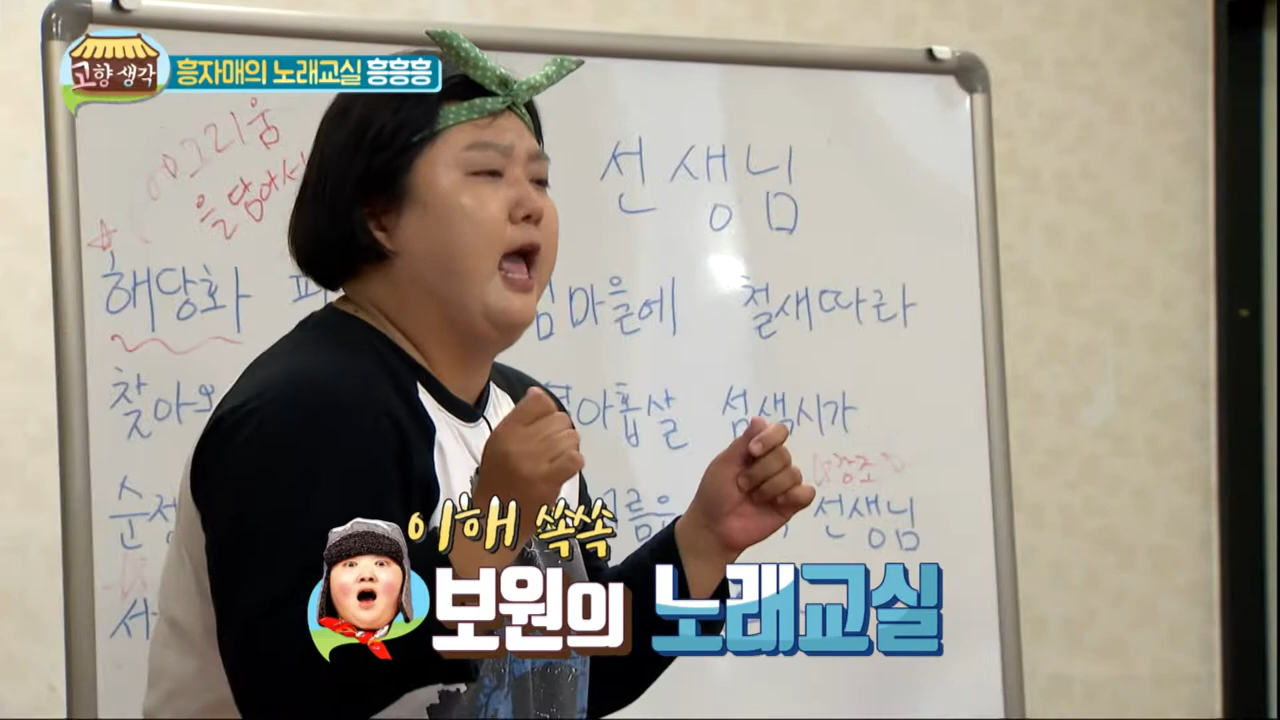 고향 생각
흥자매의 노래교실 흥흥흥
그리움
을 담아서
선생님
해당화 마을에 철새따라
찾아 아홉살 섬색시가
강조
순정 름은 선생님
서
이해 쏙쏙
보원의 노래교실